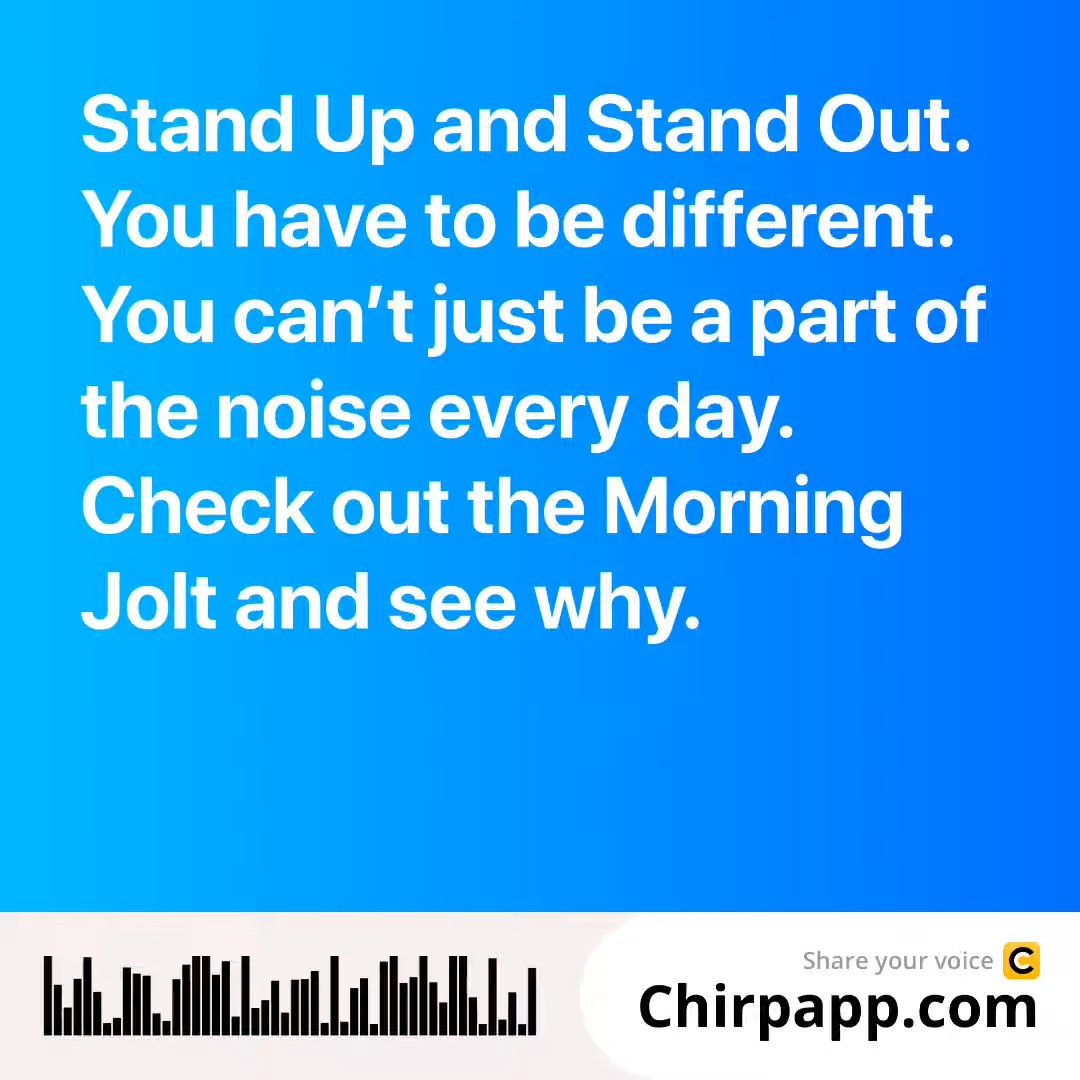 Stand Up and Stand Out.
You have to be different.
You can’t just be a part of
the noise every day.
Check out the Morning
Jolt and see why.
Share your voice C
Chirpapp.com